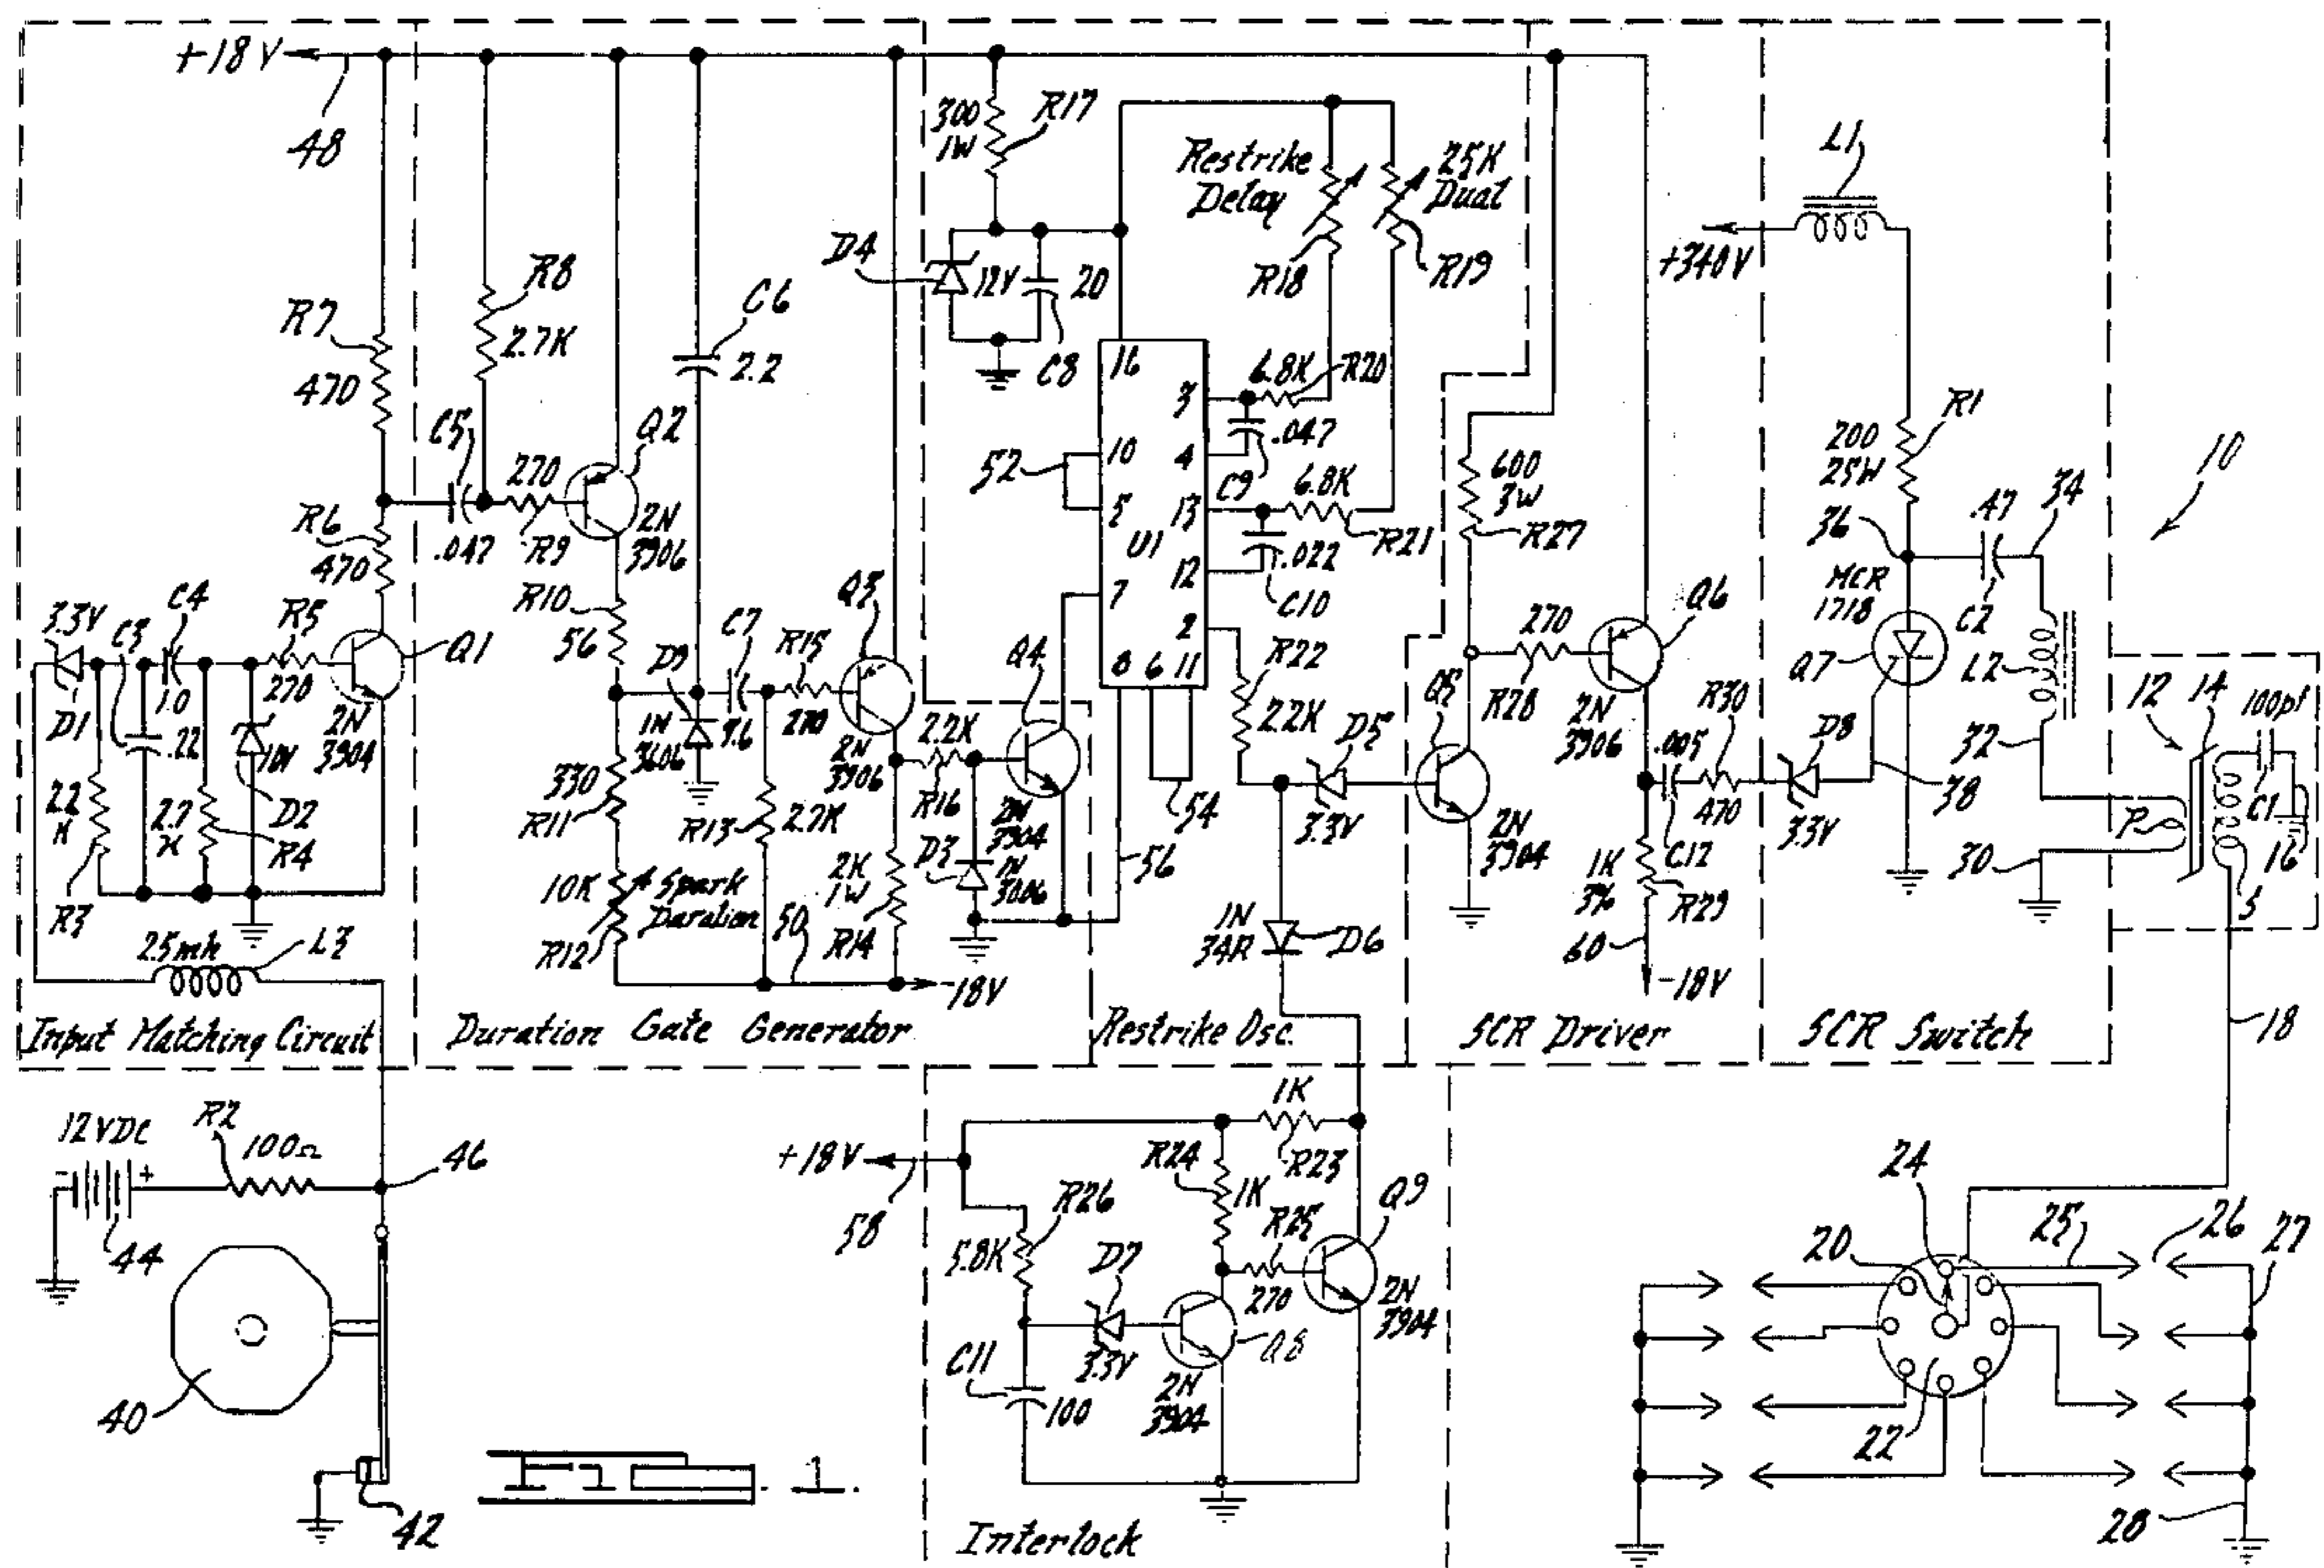 +18V
48
R7
470
R8
2.7K
C6
2.2
300
1W
R17
Restrike
Delay
25K
Dual
R18
R19
D4
12V
20
C8
L1
+340V
R1
200
25W
10
C5
.047
270
R9
Q2
2N
3906
R6
470
16
3
10
4
5
13
U1
12
7
2
8
6
11
6.8K
R20
.047
C9
6.8K
R21
.022
C10
52
600
3W
R27
36
.47
34
C2
MCR
1718
Q7
L2
3.3V
C3
C4
R5
1.0
270
Q1
.22
2N
3904
D1
10V
D2
R4
2.7
K
R3
R10
56
D9
1N
3606
C7
R15
270
Q3
2N
3906
2.2K
R16
Q4
2N
3904
D3
1N
3006
330
R11
R13
2.7K
10K
Spark
Duration
R12
50
2K
1W
R14
-18V
56
54
R22
2.2K
D5
3.3V
Q5
2N
3904
270
R28
Q6
2N
3906
.005
R30
470
C12
D8
3.3V
1K
3%
R29
60
-18V
1N
34R
D6
38
32
30
12
14
100pf
P
C1
16
S
18
2.5mh
L3
Input Matching Circuit
Duration Gate Generator
Restrike Osc.
SCR Driver
SCR Switch
12VDC
- +
R2
100Ω
46
44
40
42
+18V
58
R24
1K
1K
R23
R26
5.8K
R25
270
Q9
2N
3904
D7
3.3V
Q8
2N
3904
C11
100
Interlock
24
20
25
26
27
22
28
1.